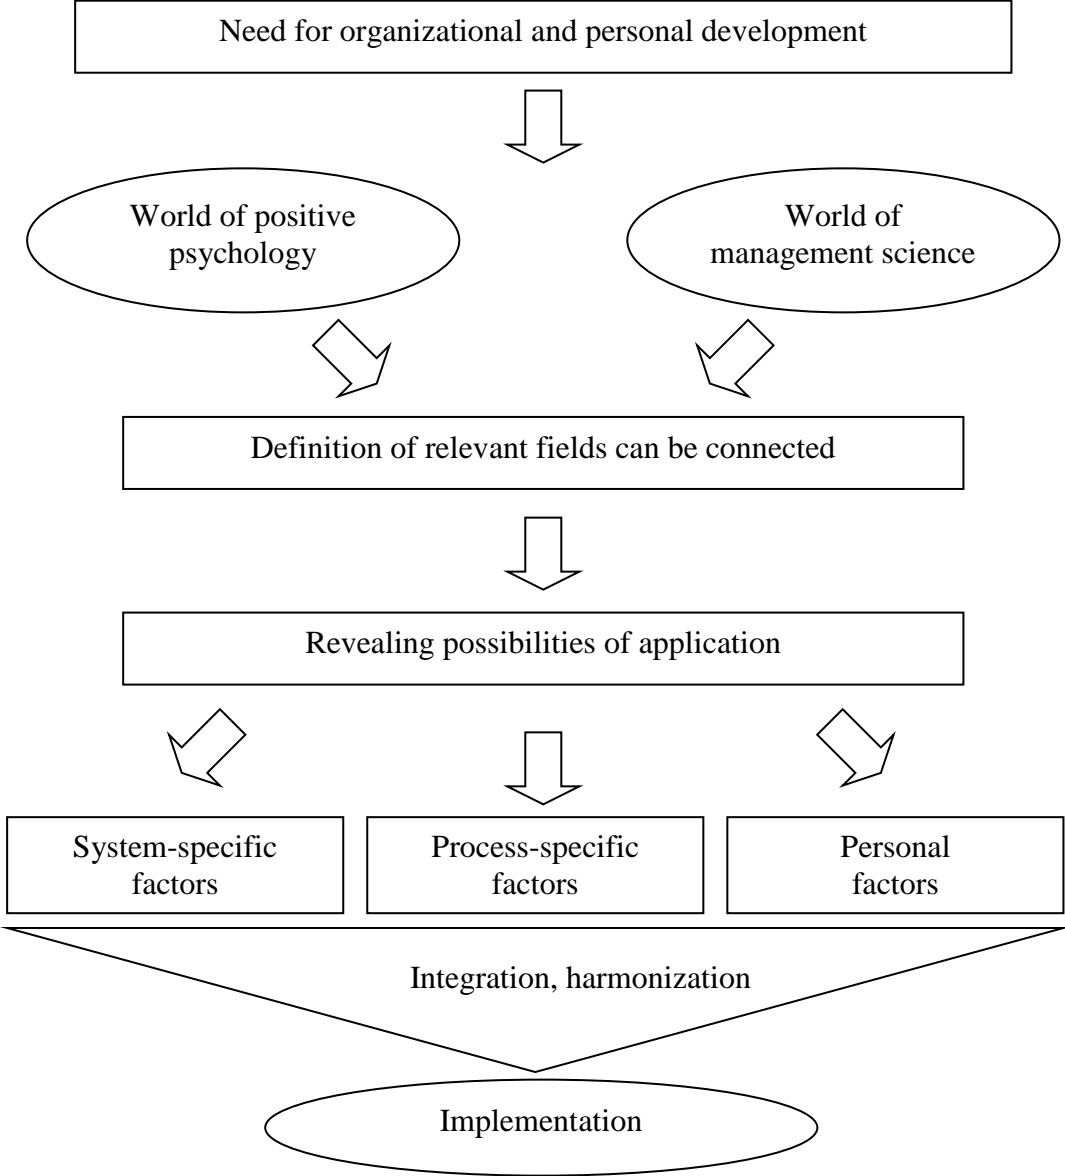 Need for organizational and personal development
World of positive
psychology
World of
management science
Definition of relevant fields can be connected
Revealing possibilities of application
System-specific
factors
Process-specific
factors
Personal
factors
Integration, harmonization
Implementation